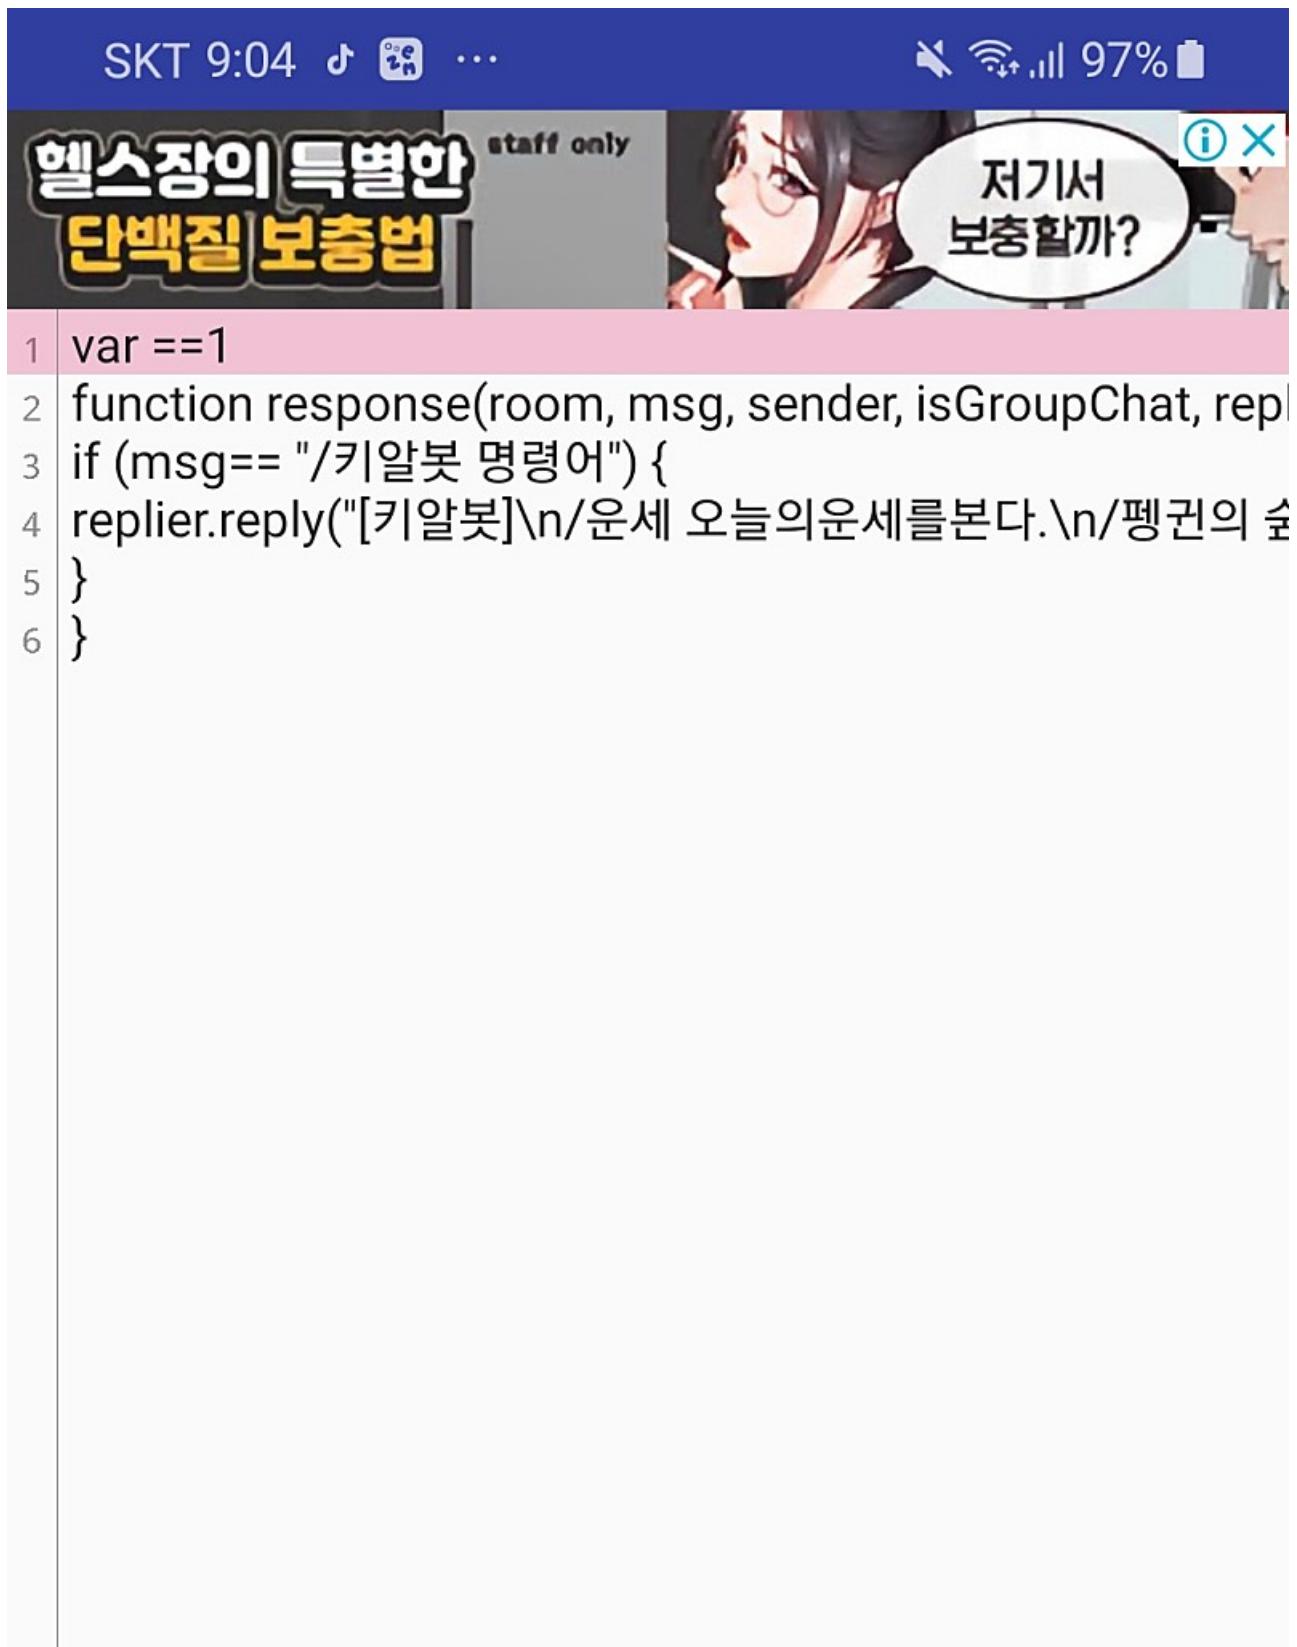 SKT 9:04 ... 97%
헬스장의 특별한
단백질 보충법
staff only
저기서
보충할까?
1 var ==1
2 function response(room, msg, sender, isGroupChat, repl
3 if (msg== "/키알봇 명령어") {
4 replier.reply("[키알봇]\n/운세 오늘의운세를본다.\n/펭귄의 숲
5 }
6 }